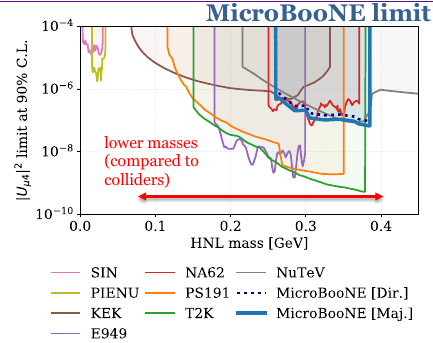 MicroBooNE limit
|U_μ4|² limit at 90% C.L.
10⁻⁴
10⁻⁶
10⁻⁸
10⁻¹⁰
lower masses
(compared to
colliders)
0.0 0.1 0.2 0.3 0.4
HNL mass [GeV]
SIN NA62 NuTeV
PIENU PS191 MicroBooNE [Dir.]
KEK T2K MicroBooNE [Maj.]
E949